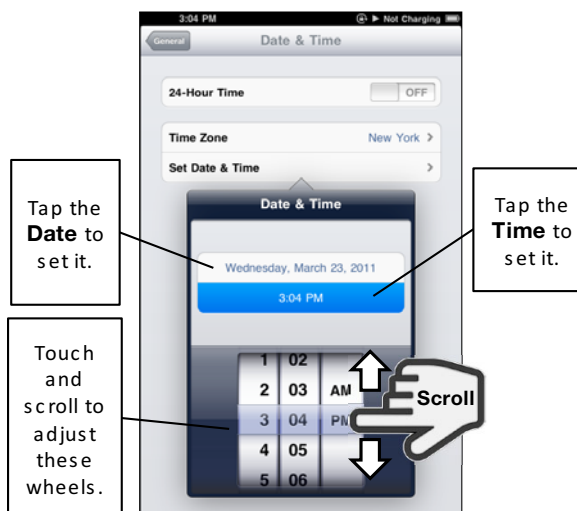 3:04 PM
Not Charging
General
Date & Time
24-Hour Time
OFF
Time Zone
New York
Set Date & Time
Date & Time
Wednesday, March 23, 2011
3:04 PM
1 02
2 03 AM
3 04 PM
4 05
5 06
Tap the
Date to
set it.
Touch
and
scroll to
adjust
these
wheels.
Tap the
Time to
set it.
Scroll